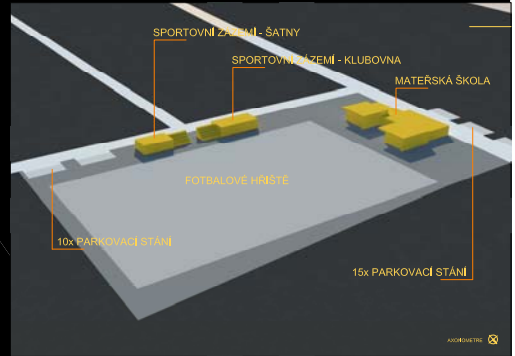 SPORTOVNÍ ZÁZEMÍ - ŠATNY
SPORTOVNÍ ZÁZEMÍ - KLUBOVNA
MATEŘSKÁ ŠKOLA
FOTBALOVÉ HŘIŠTĚ
10x PARKOVACÍ STÁNÍ
15x PARKOVACÍ STÁNÍ
AXONOMETRIE